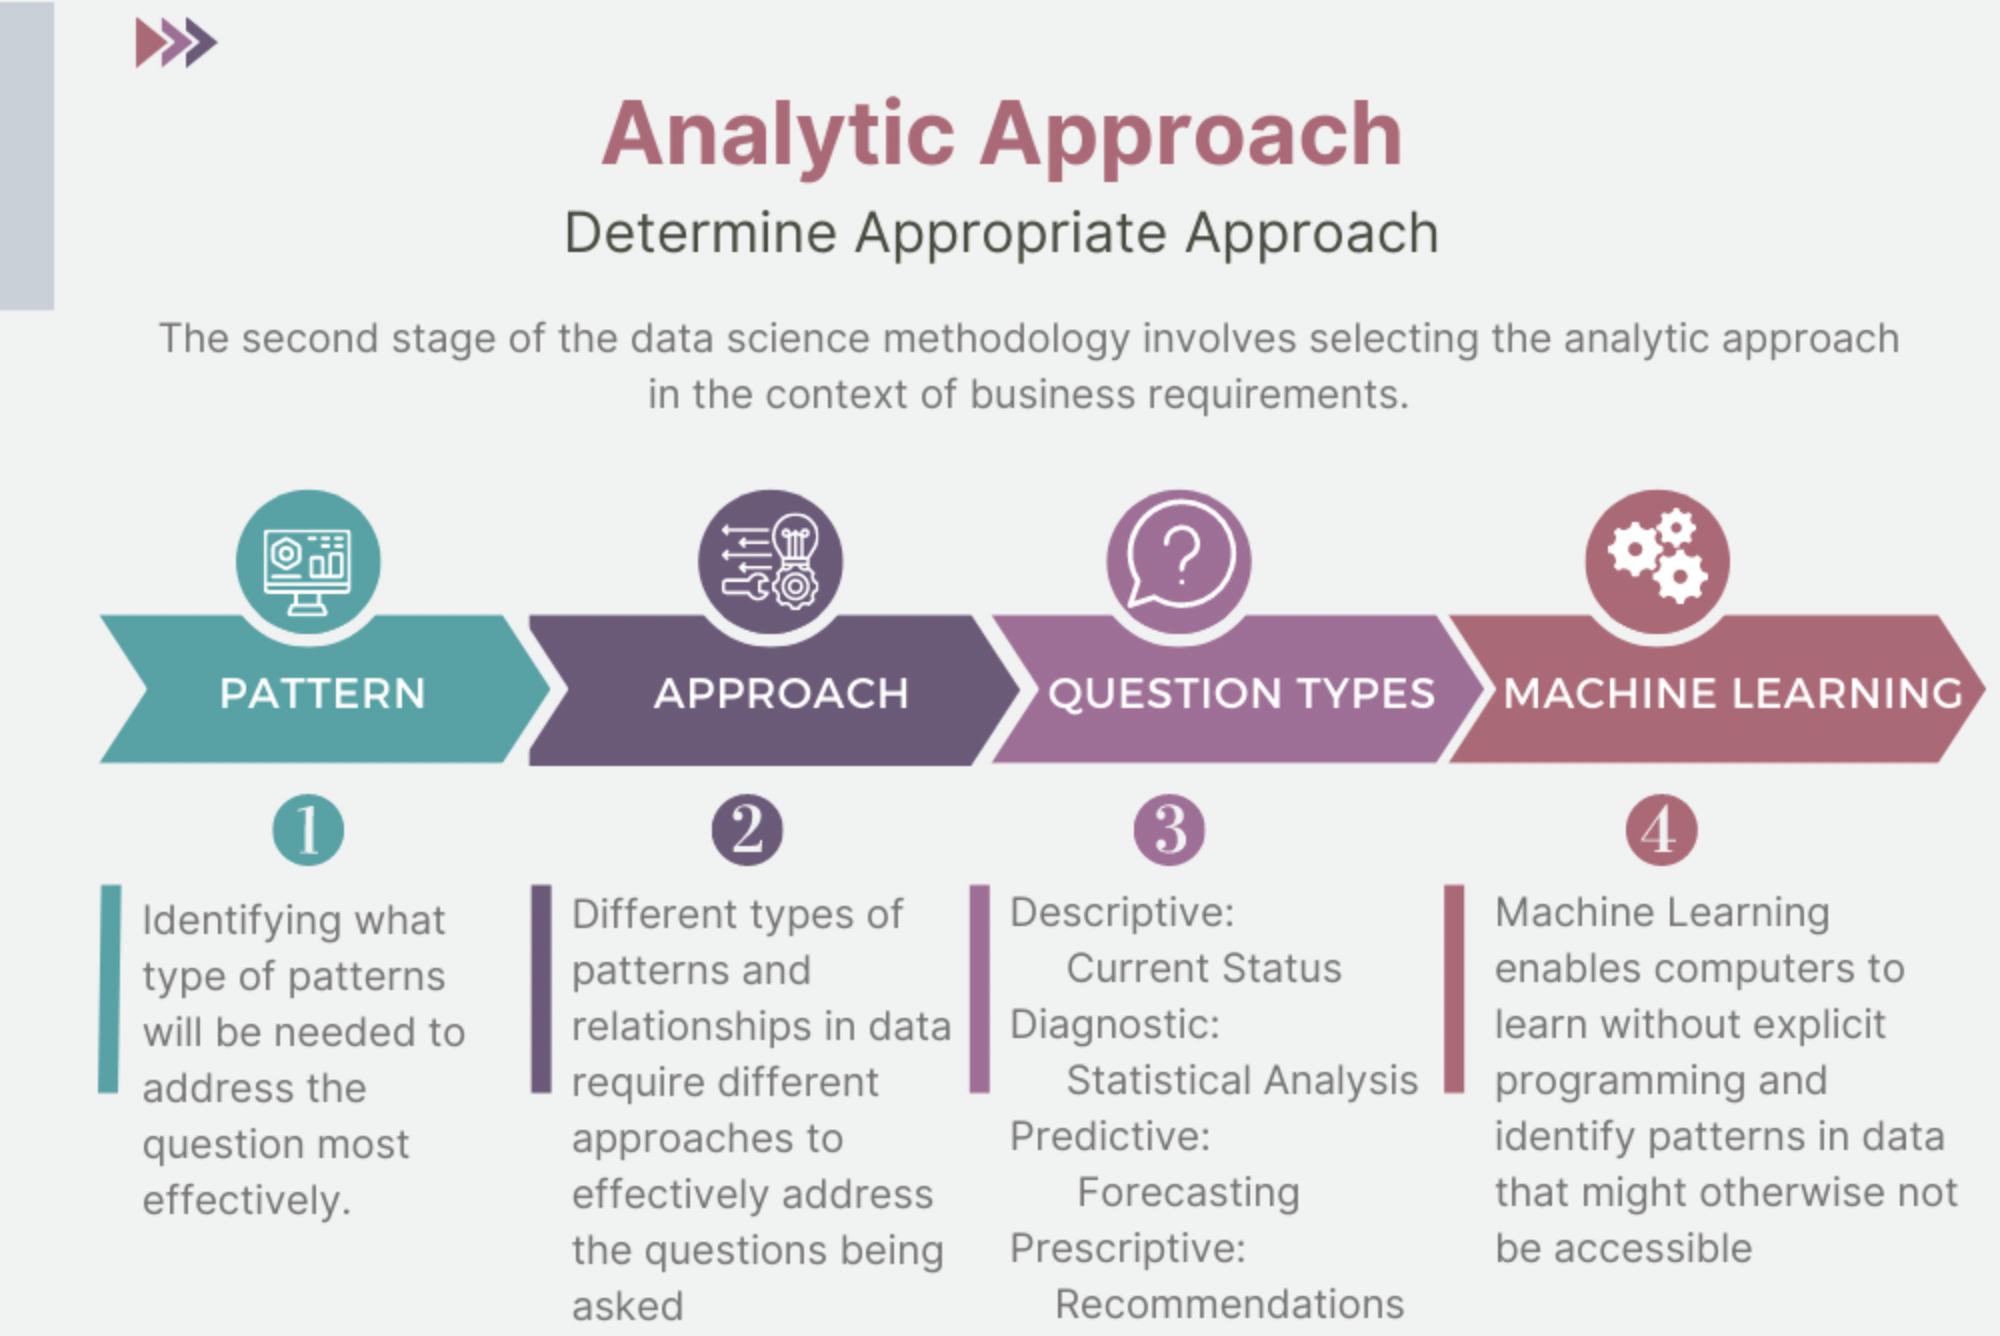 Analytic Approach
Determine Appropriate Approach
The second stage of the data science methodology involves selecting the analytic approach
in the context of business requirements.
PATTERN
APPROACH
QUESTION TYPES
MACHINE LEARNING
1
Identifying what
type of patterns
will be needed to
address the
question most
effectively.
2
Different types of
patterns and
relationships in data
require different
approaches to
effectively address
the questions being
asked
3
Descriptive:
Current Status
Diagnostic:
Statistical Analysis
Predictive:
Forecasting
Prescriptive:
Recommendations
4
Machine Learning
enables computers to
learn without explicit
programming and
identify patterns in data
that might otherwise not
be accessible